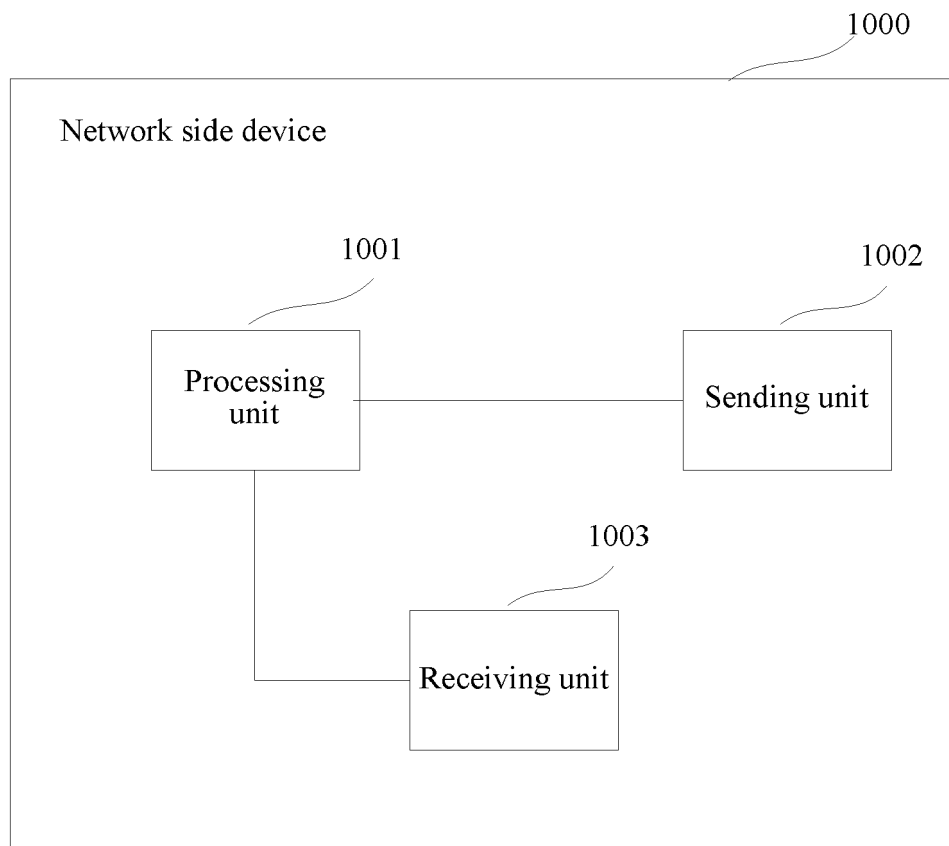 1000
Network side device
1001
1002
Processing
unit
Sending unit
1003
Receiving unit